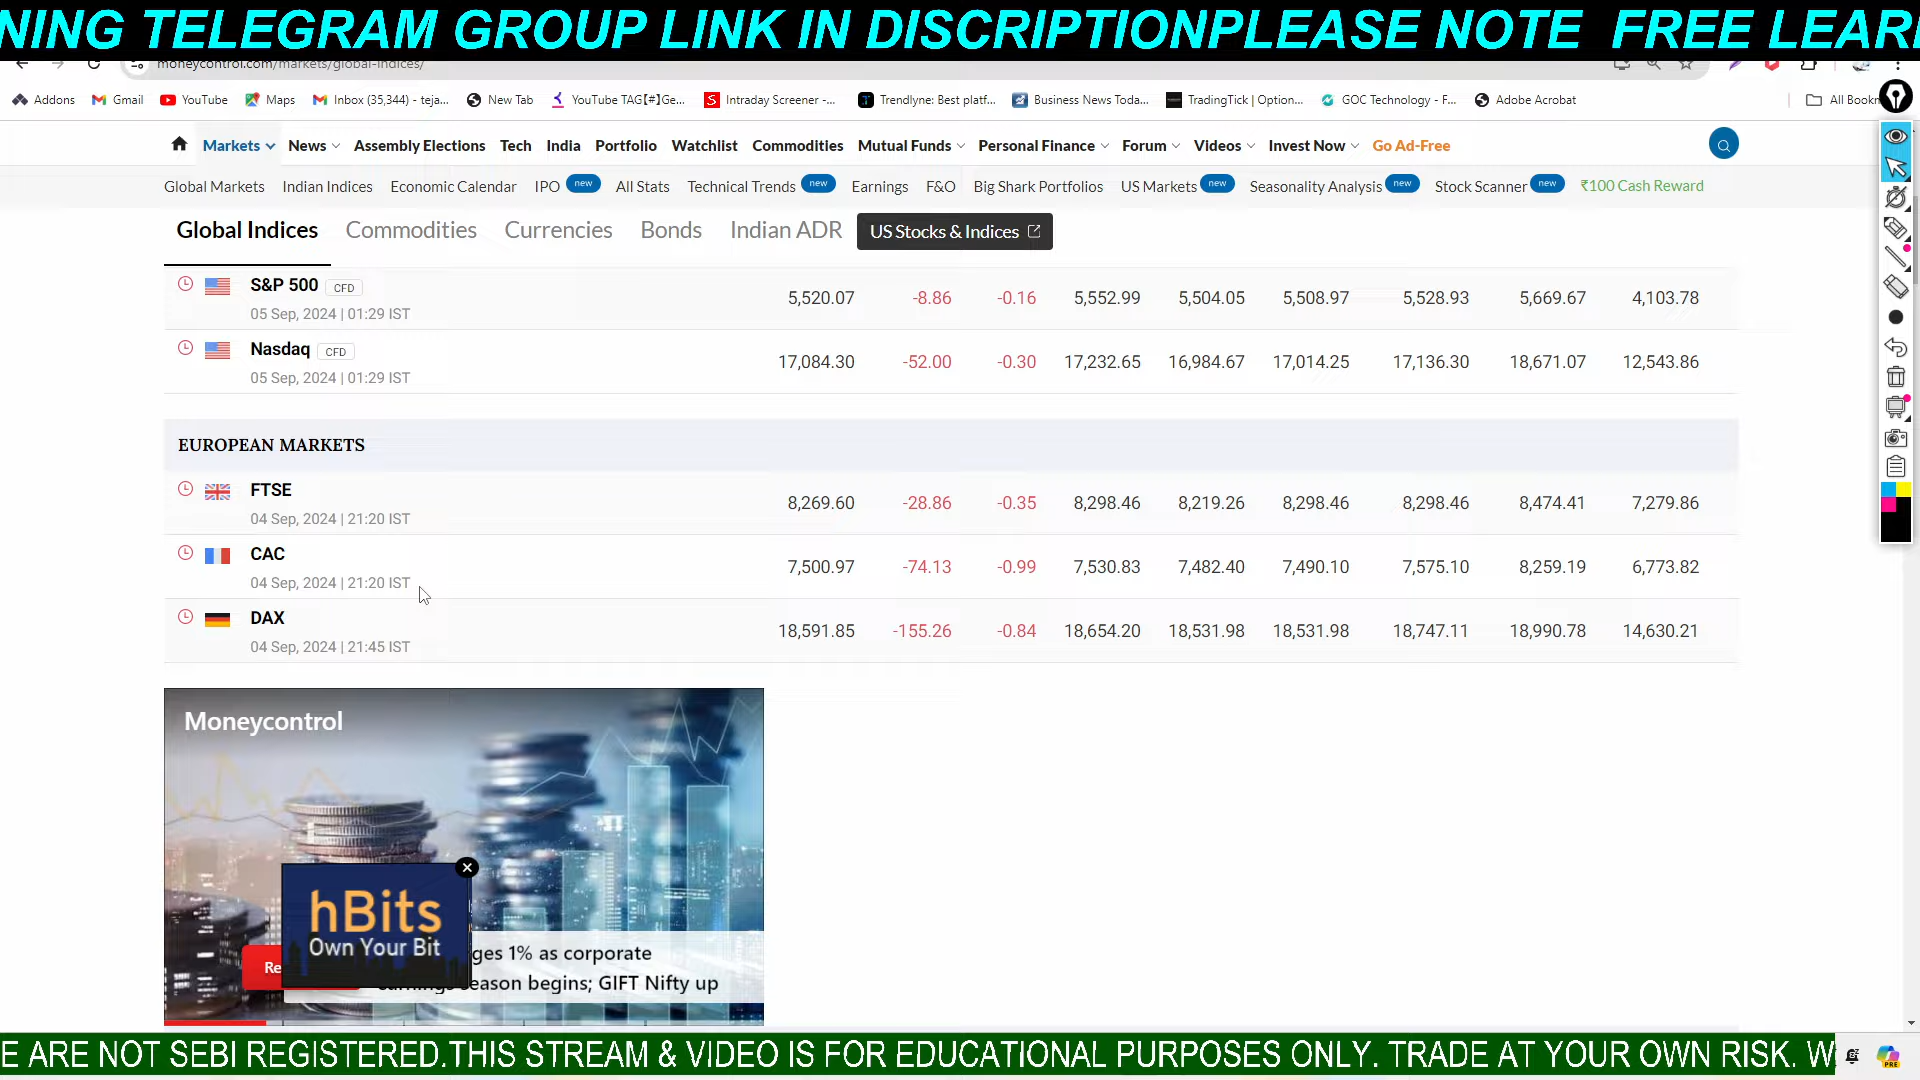 NING TELEGRAM GROUP LINK IN DISCRIPTIONPLEASE NOTE FREE LEAR
moneycontrol.com/markets/global-indices/
Addons Gmail YouTube Maps Inbox (35,344) - teja... New Tab YouTube TAG【#】Ge... Intraday Screener -... Trendlyne: Best platf... Business News Toda... TradingTick | Option... GOC Technology - F... Adobe Acrobat All Bookm
Markets News Assembly Elections Tech India Portfolio Watchlist Commodities Mutual Funds Personal Finance Forum Videos Invest Now Go Ad-Free
Global Markets Indian Indices Economic Calendar IPO new All Stats Technical Trends new Earnings F&O Big Shark Portfolios US Markets new Seasonality Analysis new Stock Scanner new ₹100 Cash Reward
Global Indices Commodities Currencies Bonds Indian ADR US Stocks & Indices
S&P 500 CFD 5,520.07 -8.86 -0.16 5,552.99 5,504.05 5,508.97 5,528.93 5,669.67 4,103.78
05 Sep, 2024 | 01:29 IST
Nasdaq CFD 17,084.30 -52.00 -0.30 17,232.65 16,984.67 17,014.25 17,136.30 18,671.07 12,543.86
05 Sep, 2024 | 01:29 IST
EUROPEAN MARKETS
FTSE 8,269.60 -28.86 -0.35 8,298.46 8,219.26 8,298.46 8,298.46 8,474.41 7,279.86
04 Sep, 2024 | 21:20 IST
CAC 7,500.97 -74.13 -0.99 7,530.83 7,482.40 7,490.10 7,575.10 8,259.19 6,773.82
04 Sep, 2024 | 21:20 IST
DAX 18,591.85 -155.26 -0.84 18,654.20 18,531.98 18,531.98 18,747.11 18,990.78 14,630.21
04 Sep, 2024 | 21:45 IST
Moneycontrol
hBits
Own Your Bit
Re
ges 1% as corporate
earnings season begins; GIFT Nifty up
E ARE NOT SEBI REGISTERED.THIS STREAM & VIDEO IS FOR EDUCATIONAL PURPOSES ONLY. TRADE AT YOUR OWN RISK. W
PRE